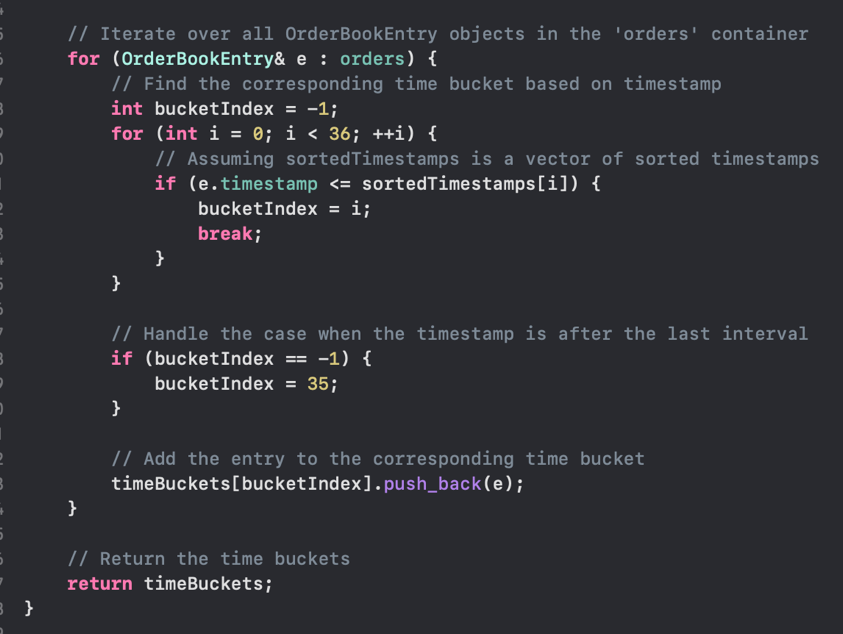 // Iterate over all OrderBookEntry objects in the 'orders' container
for (OrderBookEntry& e : orders) {
// Find the corresponding time bucket based on timestamp
int bucketIndex = -1;
for (int i = 0; i < 36; ++i) {
// Assuming sortedTimestamps is a vector of sorted timestamps
if (e.timestamp <= sortedTimestamps[i]) {
bucketIndex = i;
break;
}
}
// Handle the case when the timestamp is after the last interval
if (bucketIndex == -1) {
bucketIndex = 35;
}
// Add the entry to the corresponding time bucket
timeBuckets[bucketIndex].push_back(e);
}
// Return the time buckets
return timeBuckets;
}